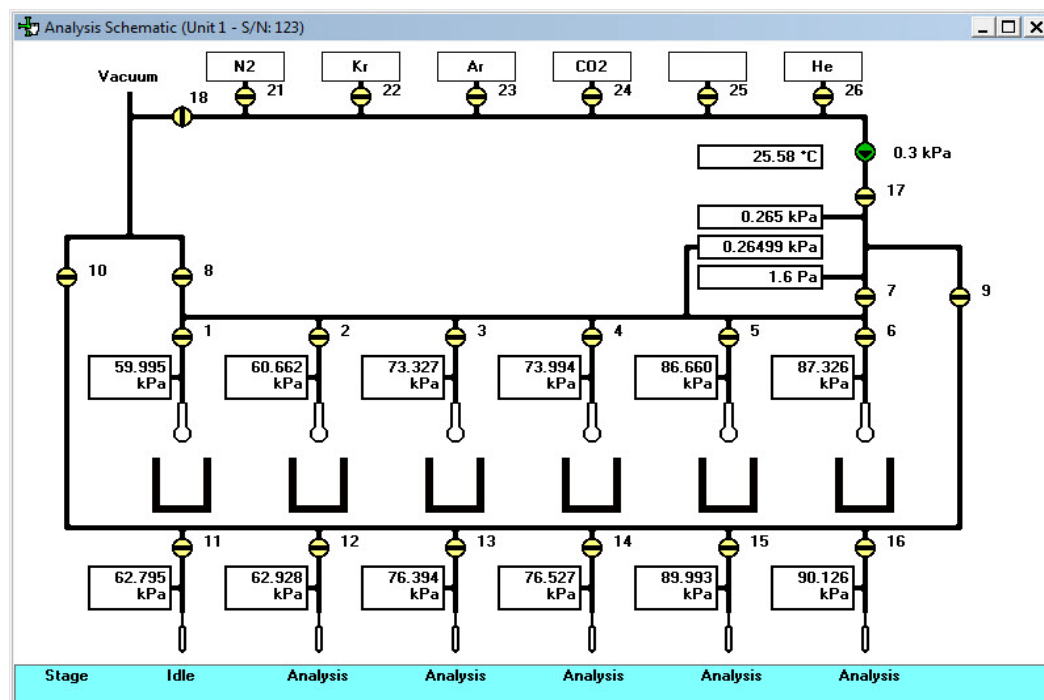 Analysis Schematic (Unit 1 - S/N: 123)
Vacuum
N2 Kr Ar CO2 He
18 21 22 23 24 25 26
25.58 °C 0.3 kPa
17
0.265 kPa
0.26499 kPa
10 8 1.6 Pa
7 9
1 2 3 4 5 6
59.995 60.662 73.327 73.994 86.660 87.326
kPa kPa kPa kPa kPa kPa
11 12 13 14 15 16
62.795 62.928 76.394 76.527 89.993 90.126
kPa kPa kPa kPa kPa kPa
Stage Idle Analysis Analysis Analysis Analysis Analysis